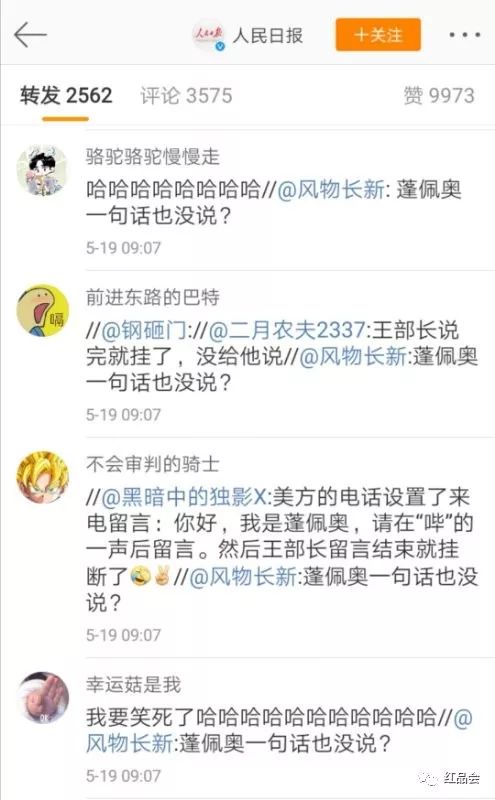 人民日报
人民日报
+关注
转发 2562
评论 3575
赞 9973
骆驼骆驼慢慢走
哈哈哈哈哈哈哈哈//@风物长新: 蓬佩奥
一句话也没说？
5-19 09:07
前进东路的巴特
嗝
//@钢砸门://@二月农夫2337:王部长说
完就挂了，没给他说//@风物长新:蓬佩奥
一句话也没说？
5-19 09:07
不会审判的骑士
//@黑暗中的独影X:美方的电话设置了来
电留言：你好，我是蓬佩奥，请在“哔”的
一声后留言。然后王部长留言结束就挂
断了🤣✌//@风物长新:蓬佩奥一句话也没
说？
5-19 09:07
幸运菇是我
OK
我要笑死了哈哈哈哈哈哈哈哈哈哈哈//@
风物长新:蓬佩奥一句话也没说？
5-19 09:07
红品会